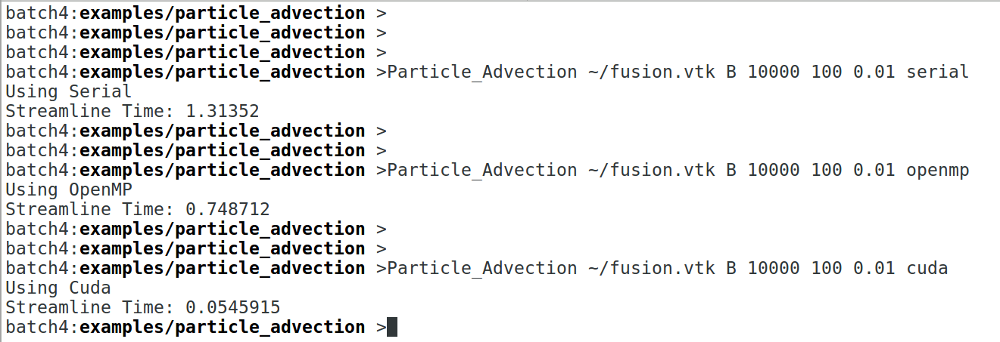 batch4:examples/particle_advection >
batch4:examples/particle_advection >
batch4:examples/particle_advection >
batch4:examples/particle_advection >Particle_Advection ~/fusion.vtk B 10000 100 0.01 serial
Using Serial
Streamline Time: 1.31352
batch4:examples/particle_advection >
batch4:examples/particle_advection >
batch4:examples/particle_advection >Particle_Advection ~/fusion.vtk B 10000 100 0.01 openmp
Using OpenMP
Streamline Time: 0.748712
batch4:examples/particle_advection >
batch4:examples/particle_advection >
batch4:examples/particle_advection >Particle_Advection ~/fusion.vtk B 10000 100 0.01 cuda
Using Cuda
Streamline Time: 0.0545915
batch4:examples/particle_advection >